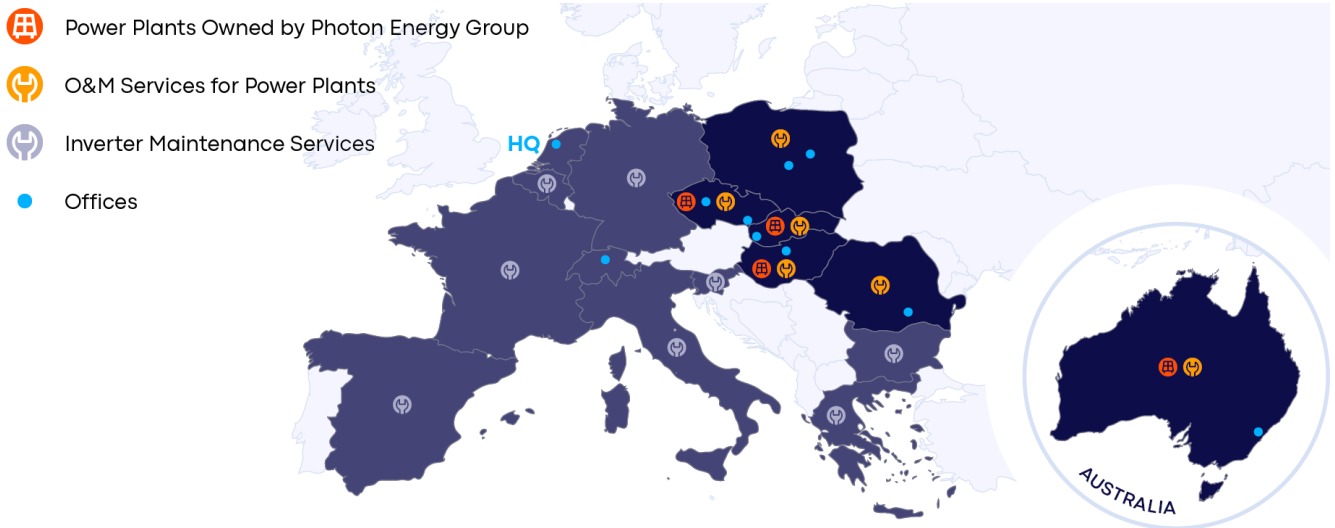 Power Plants Owned by Photon Energy Group
O&M Services for Power Plants
Inverter Maintenance Services
Offices
HQ
AUSTRALIA